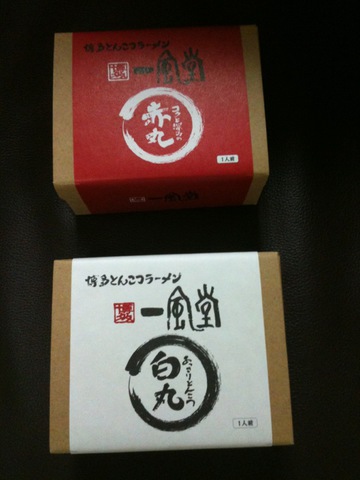 博多とんこつラーメン
一風堂
赤丸
1人前
一風堂
博多とんこつラーメン
博多
一風堂
あっさりとんこつ
白丸
1人前